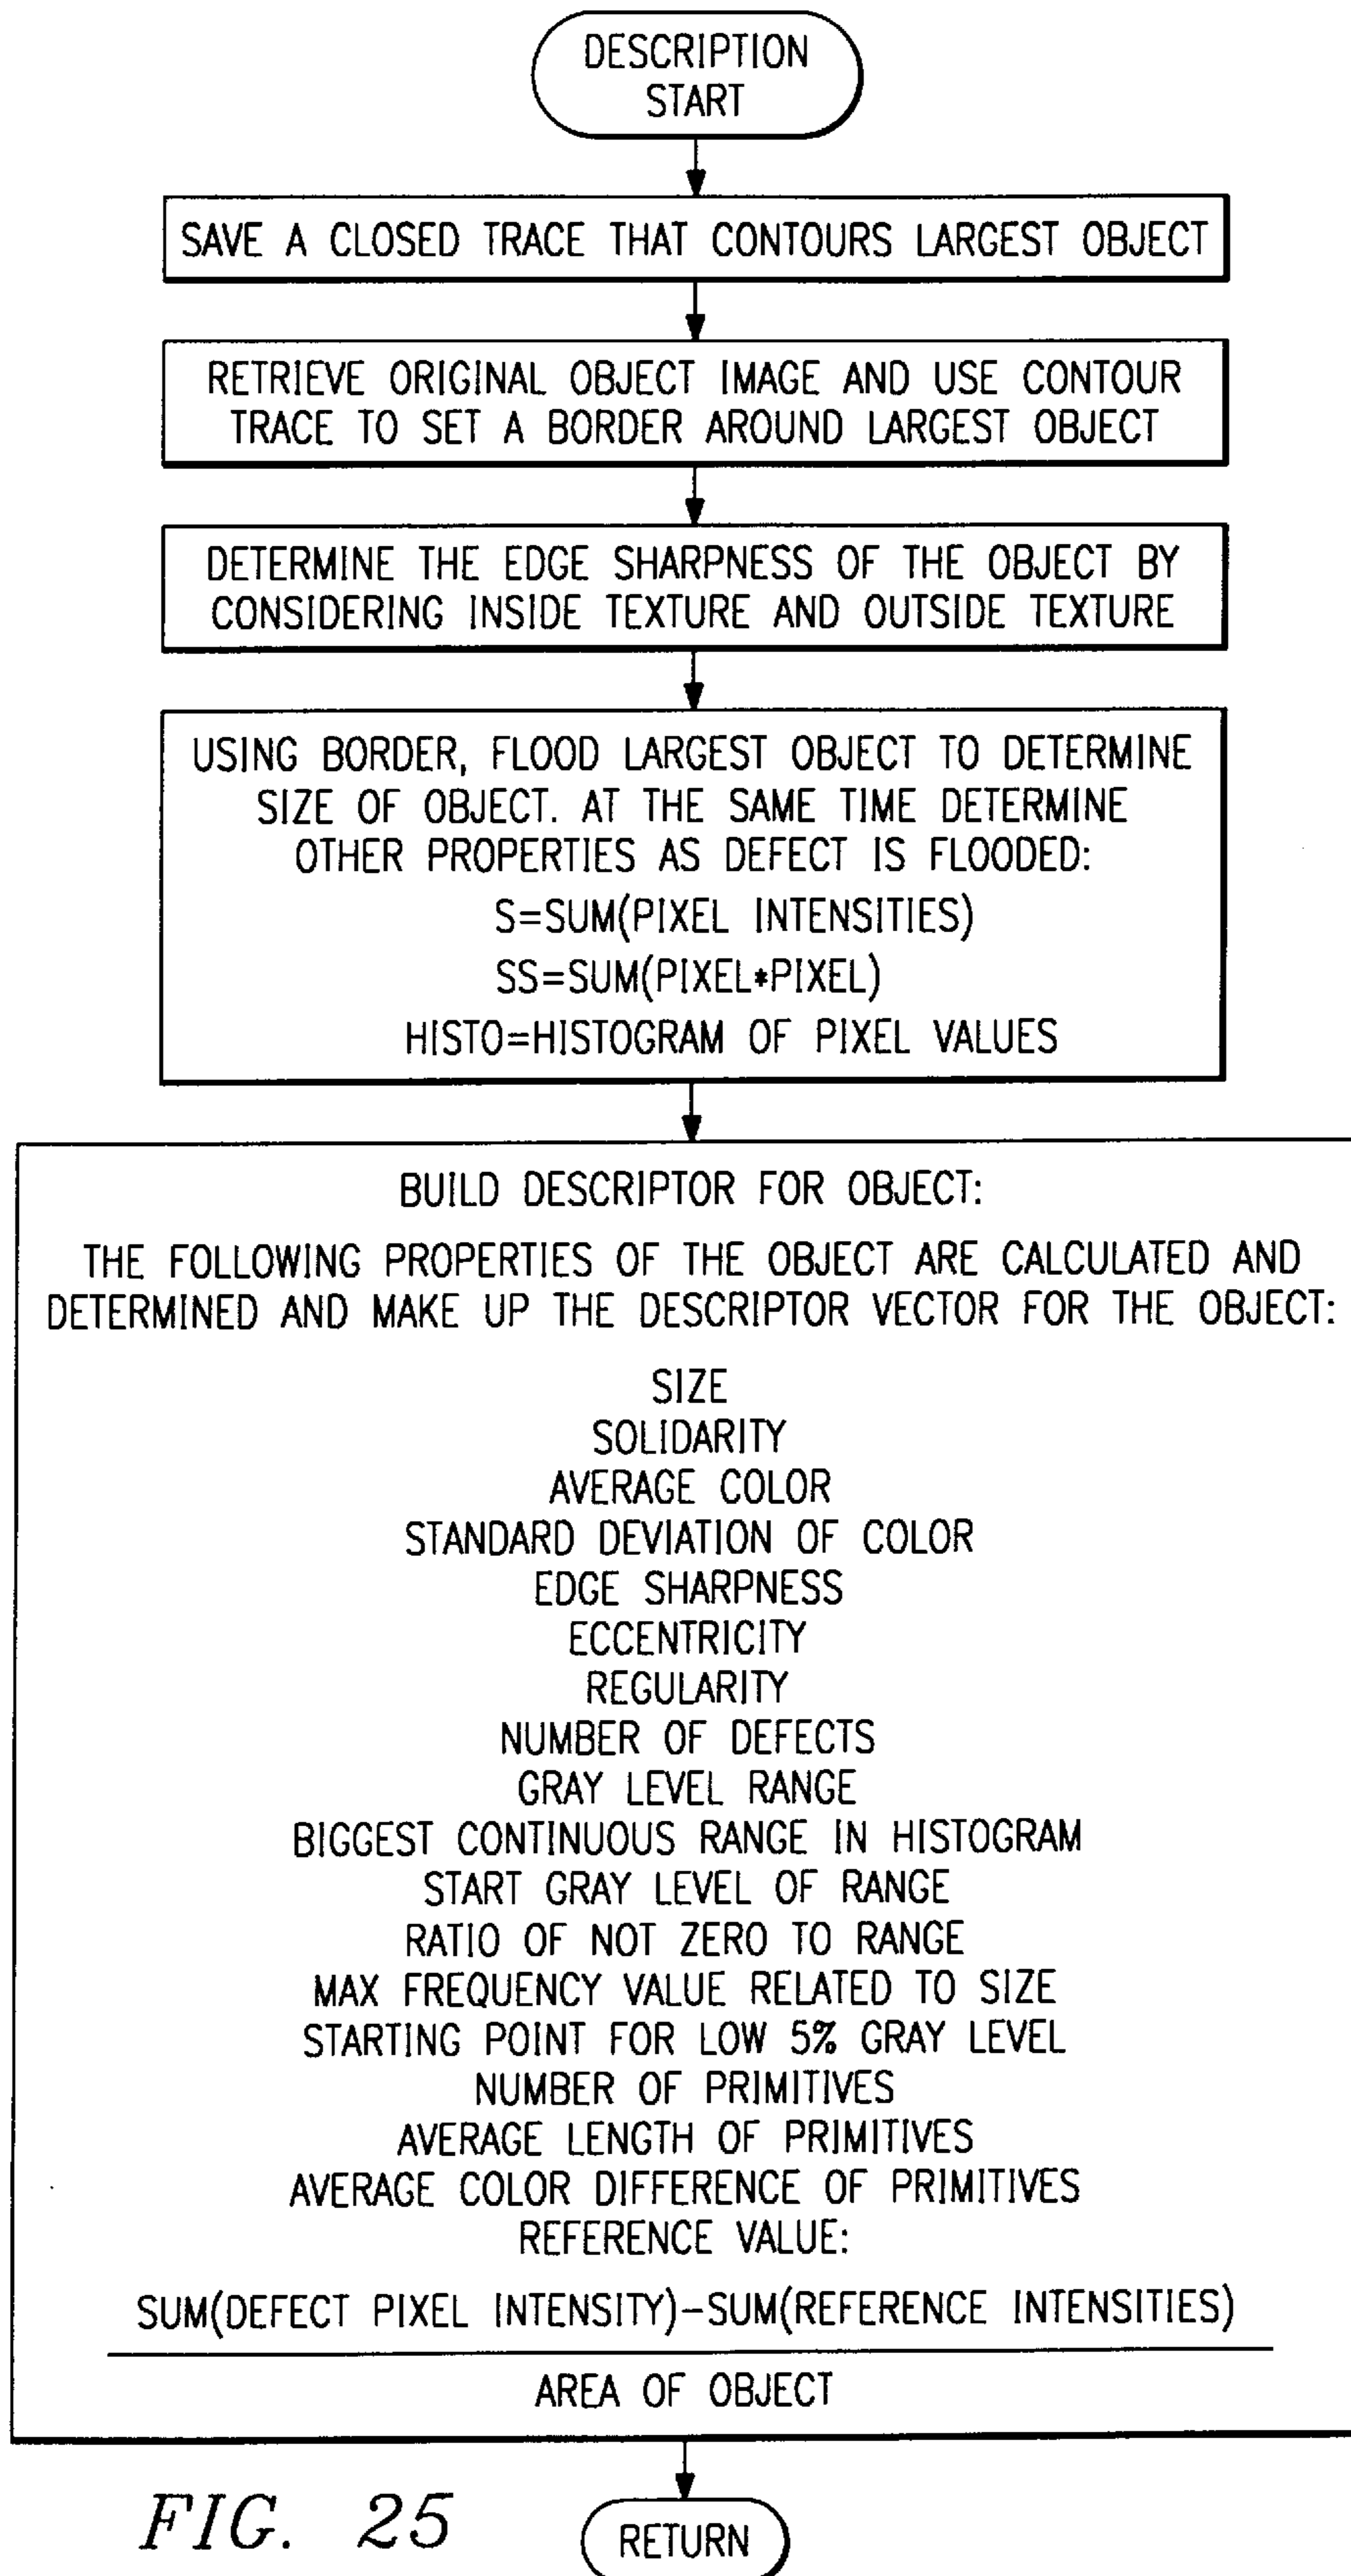 DESCRIPTION
START
SAVE A CLOSED TRACE THAT CONTOURS LARGEST OBJECT
RETRIEVE ORIGINAL OBJECT IMAGE AND USE CONTOUR
TRACE TO SET A BORDER AROUND LARGEST OBJECT
DETERMINE THE EDGE SHARPNESS OF THE OBJECT BY
CONSIDERING INSIDE TEXTURE AND OUTSIDE TEXTURE
USING BORDER, FLOOD LARGEST OBJECT TO DETERMINE
SIZE OF OBJECT. AT THE SAME TIME DETERMINE
OTHER PROPERTIES AS DEFECT IS FLOODED:
S=SUM(PIXEL INTENSITIES)
SS=SUM(PIXEL*PIXEL)
HISTO=HISTOGRAM OF PIXEL VALUES
BUILD DESCRIPTOR FOR OBJECT:
THE FOLLOWING PROPERTIES OF THE OBJECT ARE CALCULATED AND
DETERMINED AND MAKE UP THE DESCRIPTOR VECTOR FOR THE OBJECT:
SIZE
SOLIDARITY
AVERAGE COLOR
STANDARD DEVIATION OF COLOR
EDGE SHARPNESS
ECCENTRICITY
REGULARITY
NUMBER OF DEFECTS
GRAY LEVEL RANGE
BIGGEST CONTINUOUS RANGE IN HISTOGRAM
START GRAY LEVEL OF RANGE
RATIO OF NOT ZERO TO RANGE
MAX FREQUENCY VALUE RELATED TO SIZE
STARTING POINT FOR LOW 5% GRAY LEVEL
NUMBER OF PRIMITIVES
AVERAGE LENGTH OF PRIMITIVES
AVERAGE COLOR DIFFERENCE OF PRIMITIVES
REFERENCE VALUE:
SUM(DEFECT PIXEL INTENSITY)-SUM(REFERENCE INTENSITIES)
AREA OF OBJECT
FIG. 25
RETURN